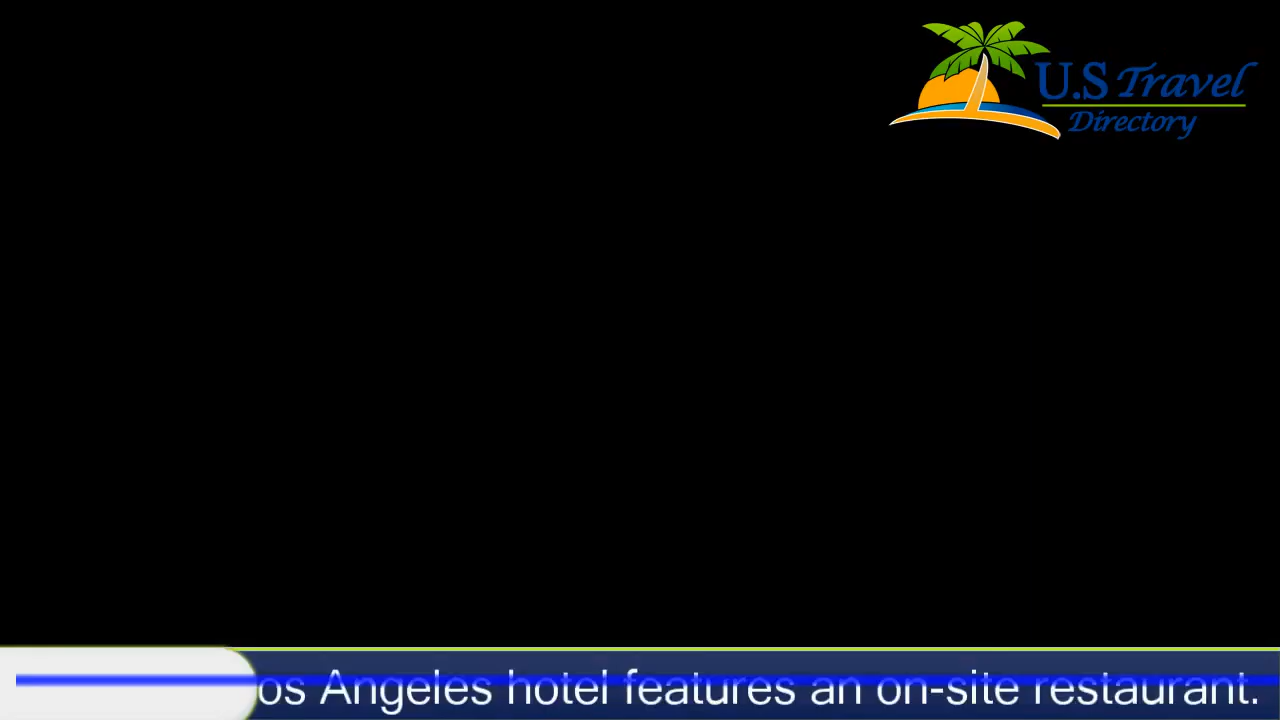 U.S Travel
Directory
os Angeles hotel features an on-site restaurant.